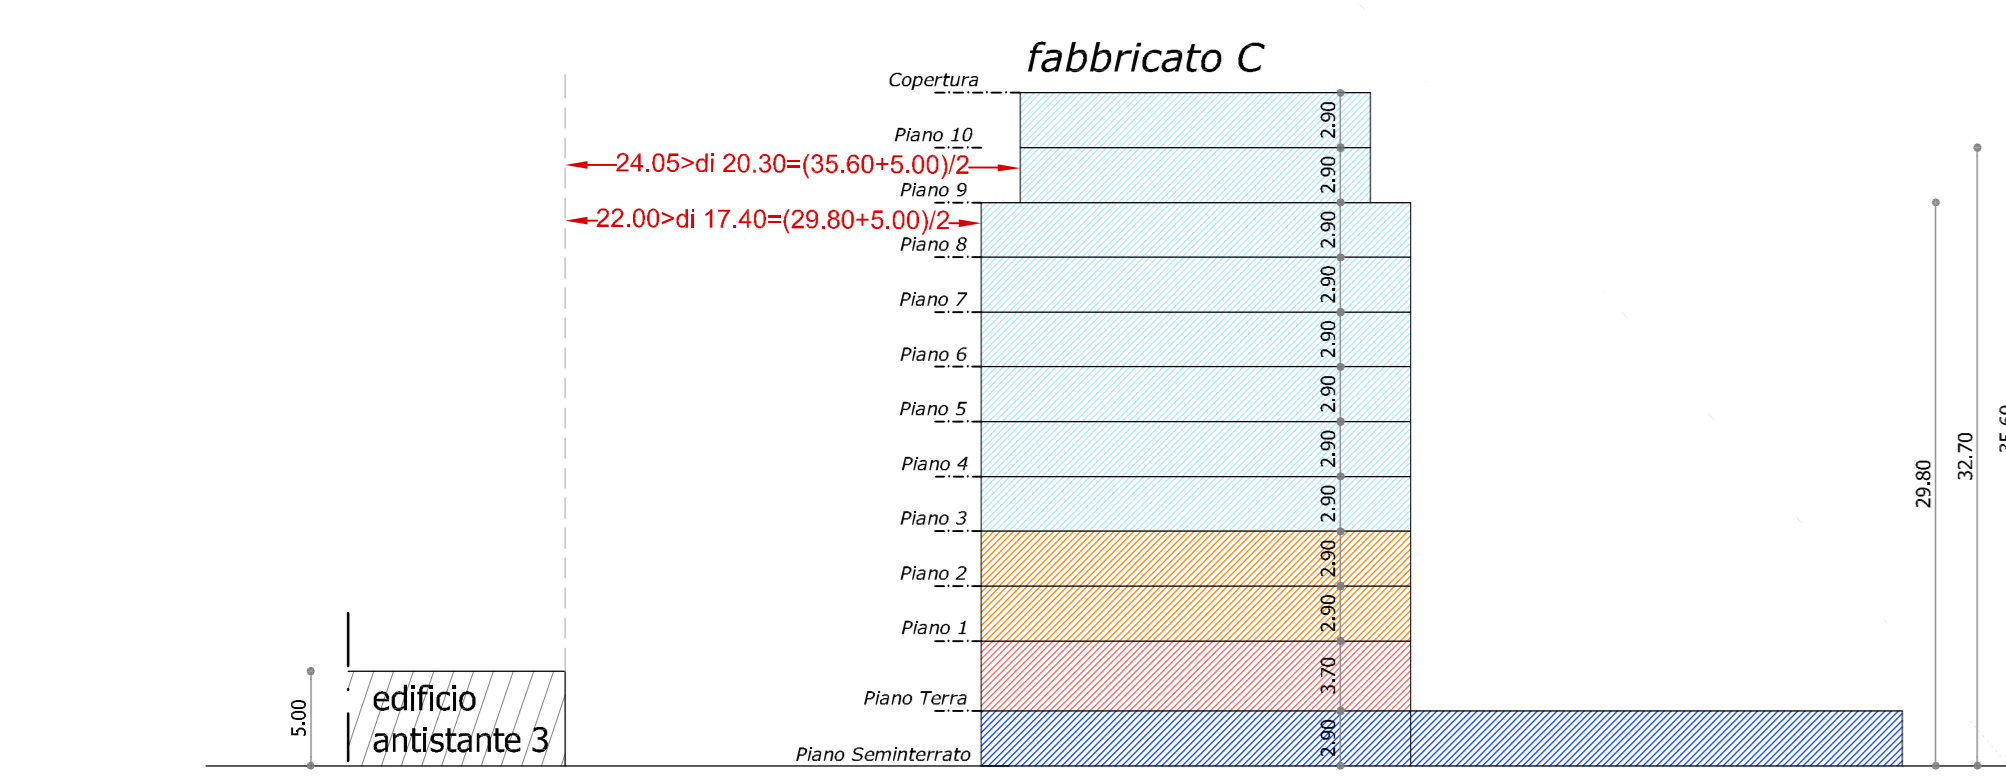 fabbricato C
Copertura
2.90
Piano 10
24.05>di 20.30=(35.60+5.00)/2
2.90
Piano 9
22.00>di 17.40=(29.80+5.00)/2
2.90
Piano 8
2.90
Piano 7
2.90
Piano 6
2.90
Piano 5
2.90
Piano 4
2.90
Piano 3
2.90
Piano 2
2.90
Piano 1
3.70
Piano Terra
2.90
Piano Seminterrato
5.00
edificio
antistante 3
29.80
32.70